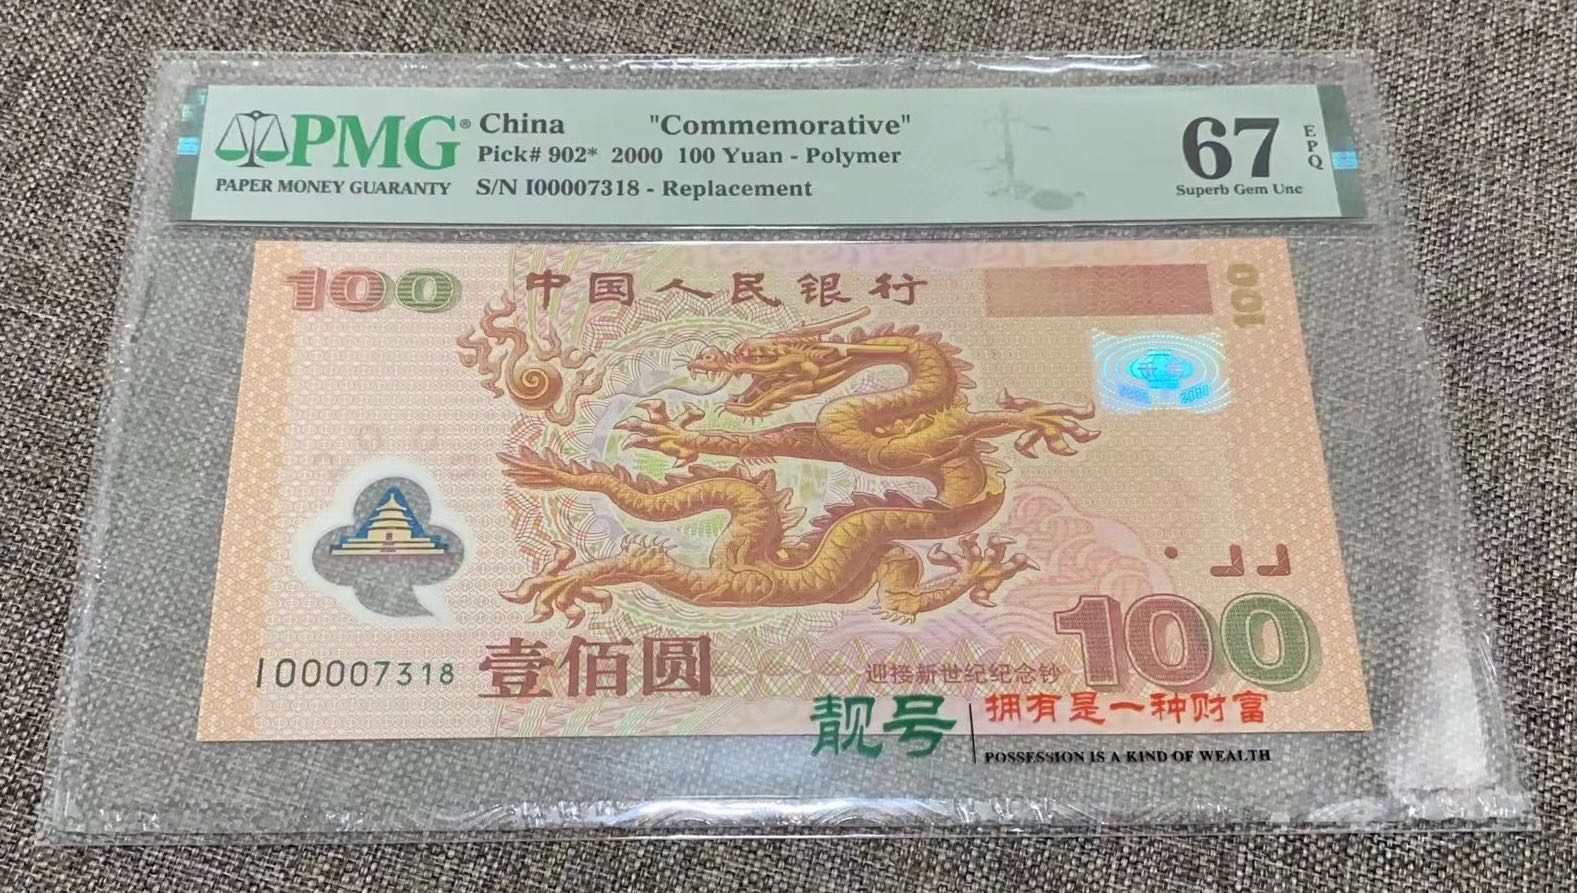 PMG® China "Commemorative"
Pick# 902* 2000 100 Yuan - Polymer
PAPER MONEY GUARANTY S/N I00007318 - Replacement
67 EPQ
Superb Gem Unc
100 中国人民银行 100
2000
I00007318 壹佰圆 迎接新世纪纪念钞 100
靓号 拥有是一种财富
POSSESSION IS A KIND OF WEALTH